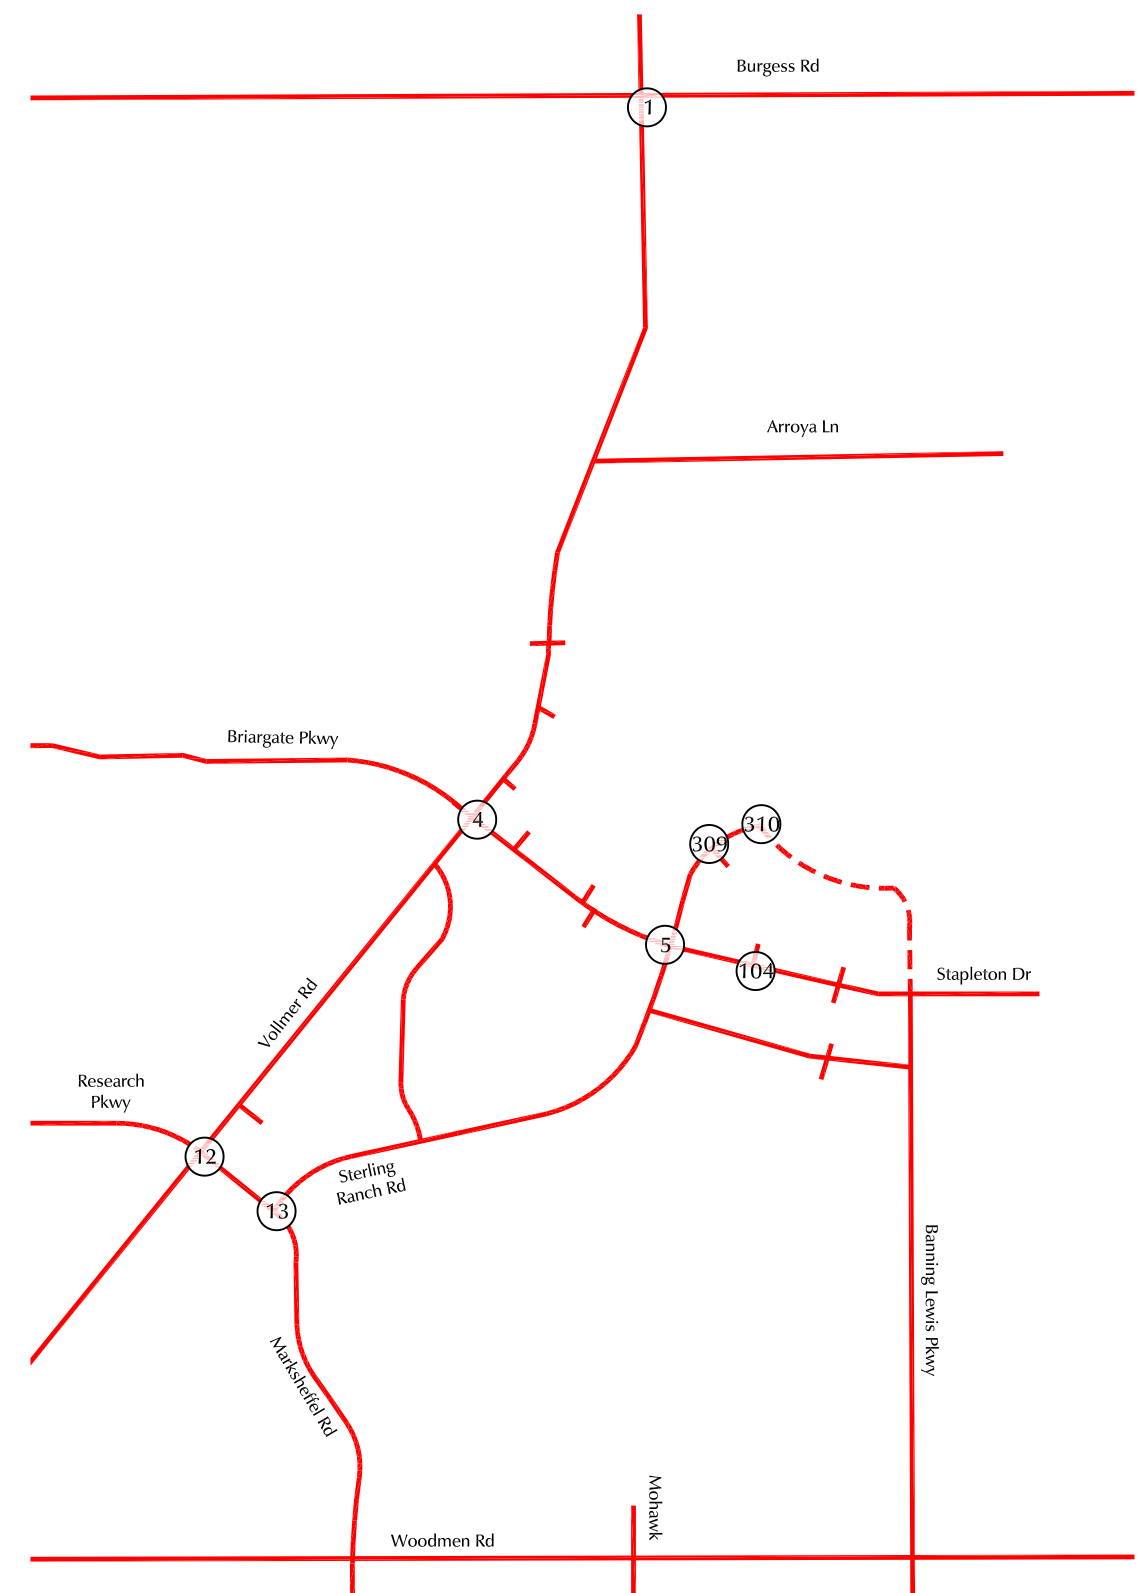 Burgess Rd
1
Arroya Ln
Briargate Pkwy
4
310
309
5
104
Stapleton Dr
Vollmer Rd
Research
Pkwy
12
Sterling
Ranch Rd
13
Banning Lewis Pkwy
Marksheffel Rd
Mohawk
Woodmen Rd